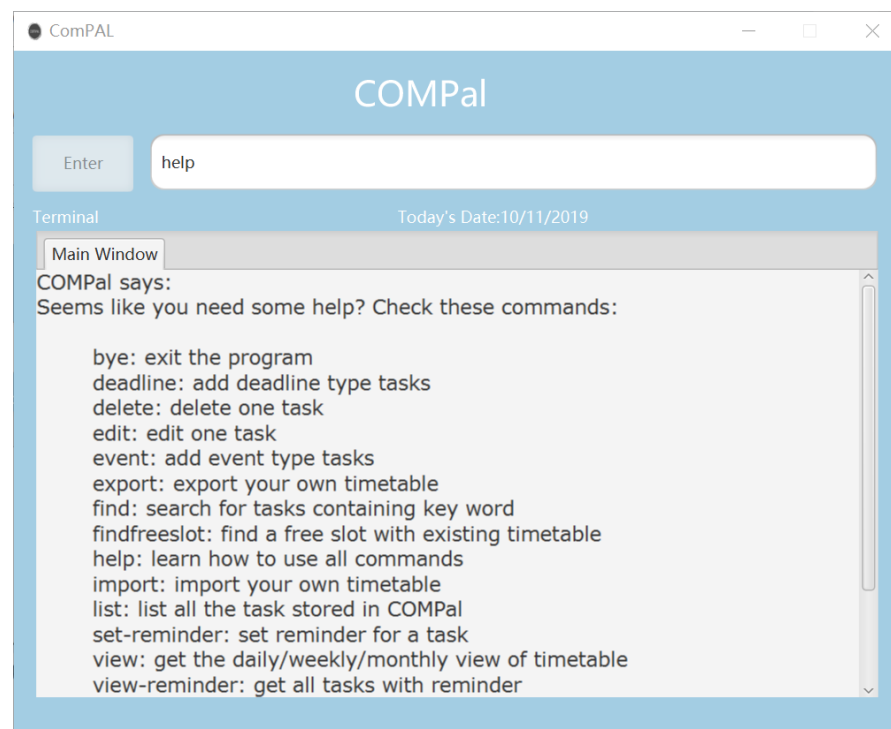 ComPAL
COMPal
Enter
help
Terminal
Today's Date:10/11/2019
Main Window
COMPal says:
Seems like you need some help? Check these commands:
bye: exit the program
deadline: add deadline type tasks
delete: delete one task
edit: edit one task
event: add event type tasks
export: export your own timetable
find: search for tasks containing key word
findfreeslot: find a free slot with existing timetable
help: learn how to use all commands
import: import your own timetable
list: list all the task stored in COMPal
set-reminder: set reminder for a task
view: get the daily/weekly/monthly view of timetable
view-reminder: get all tasks with reminder